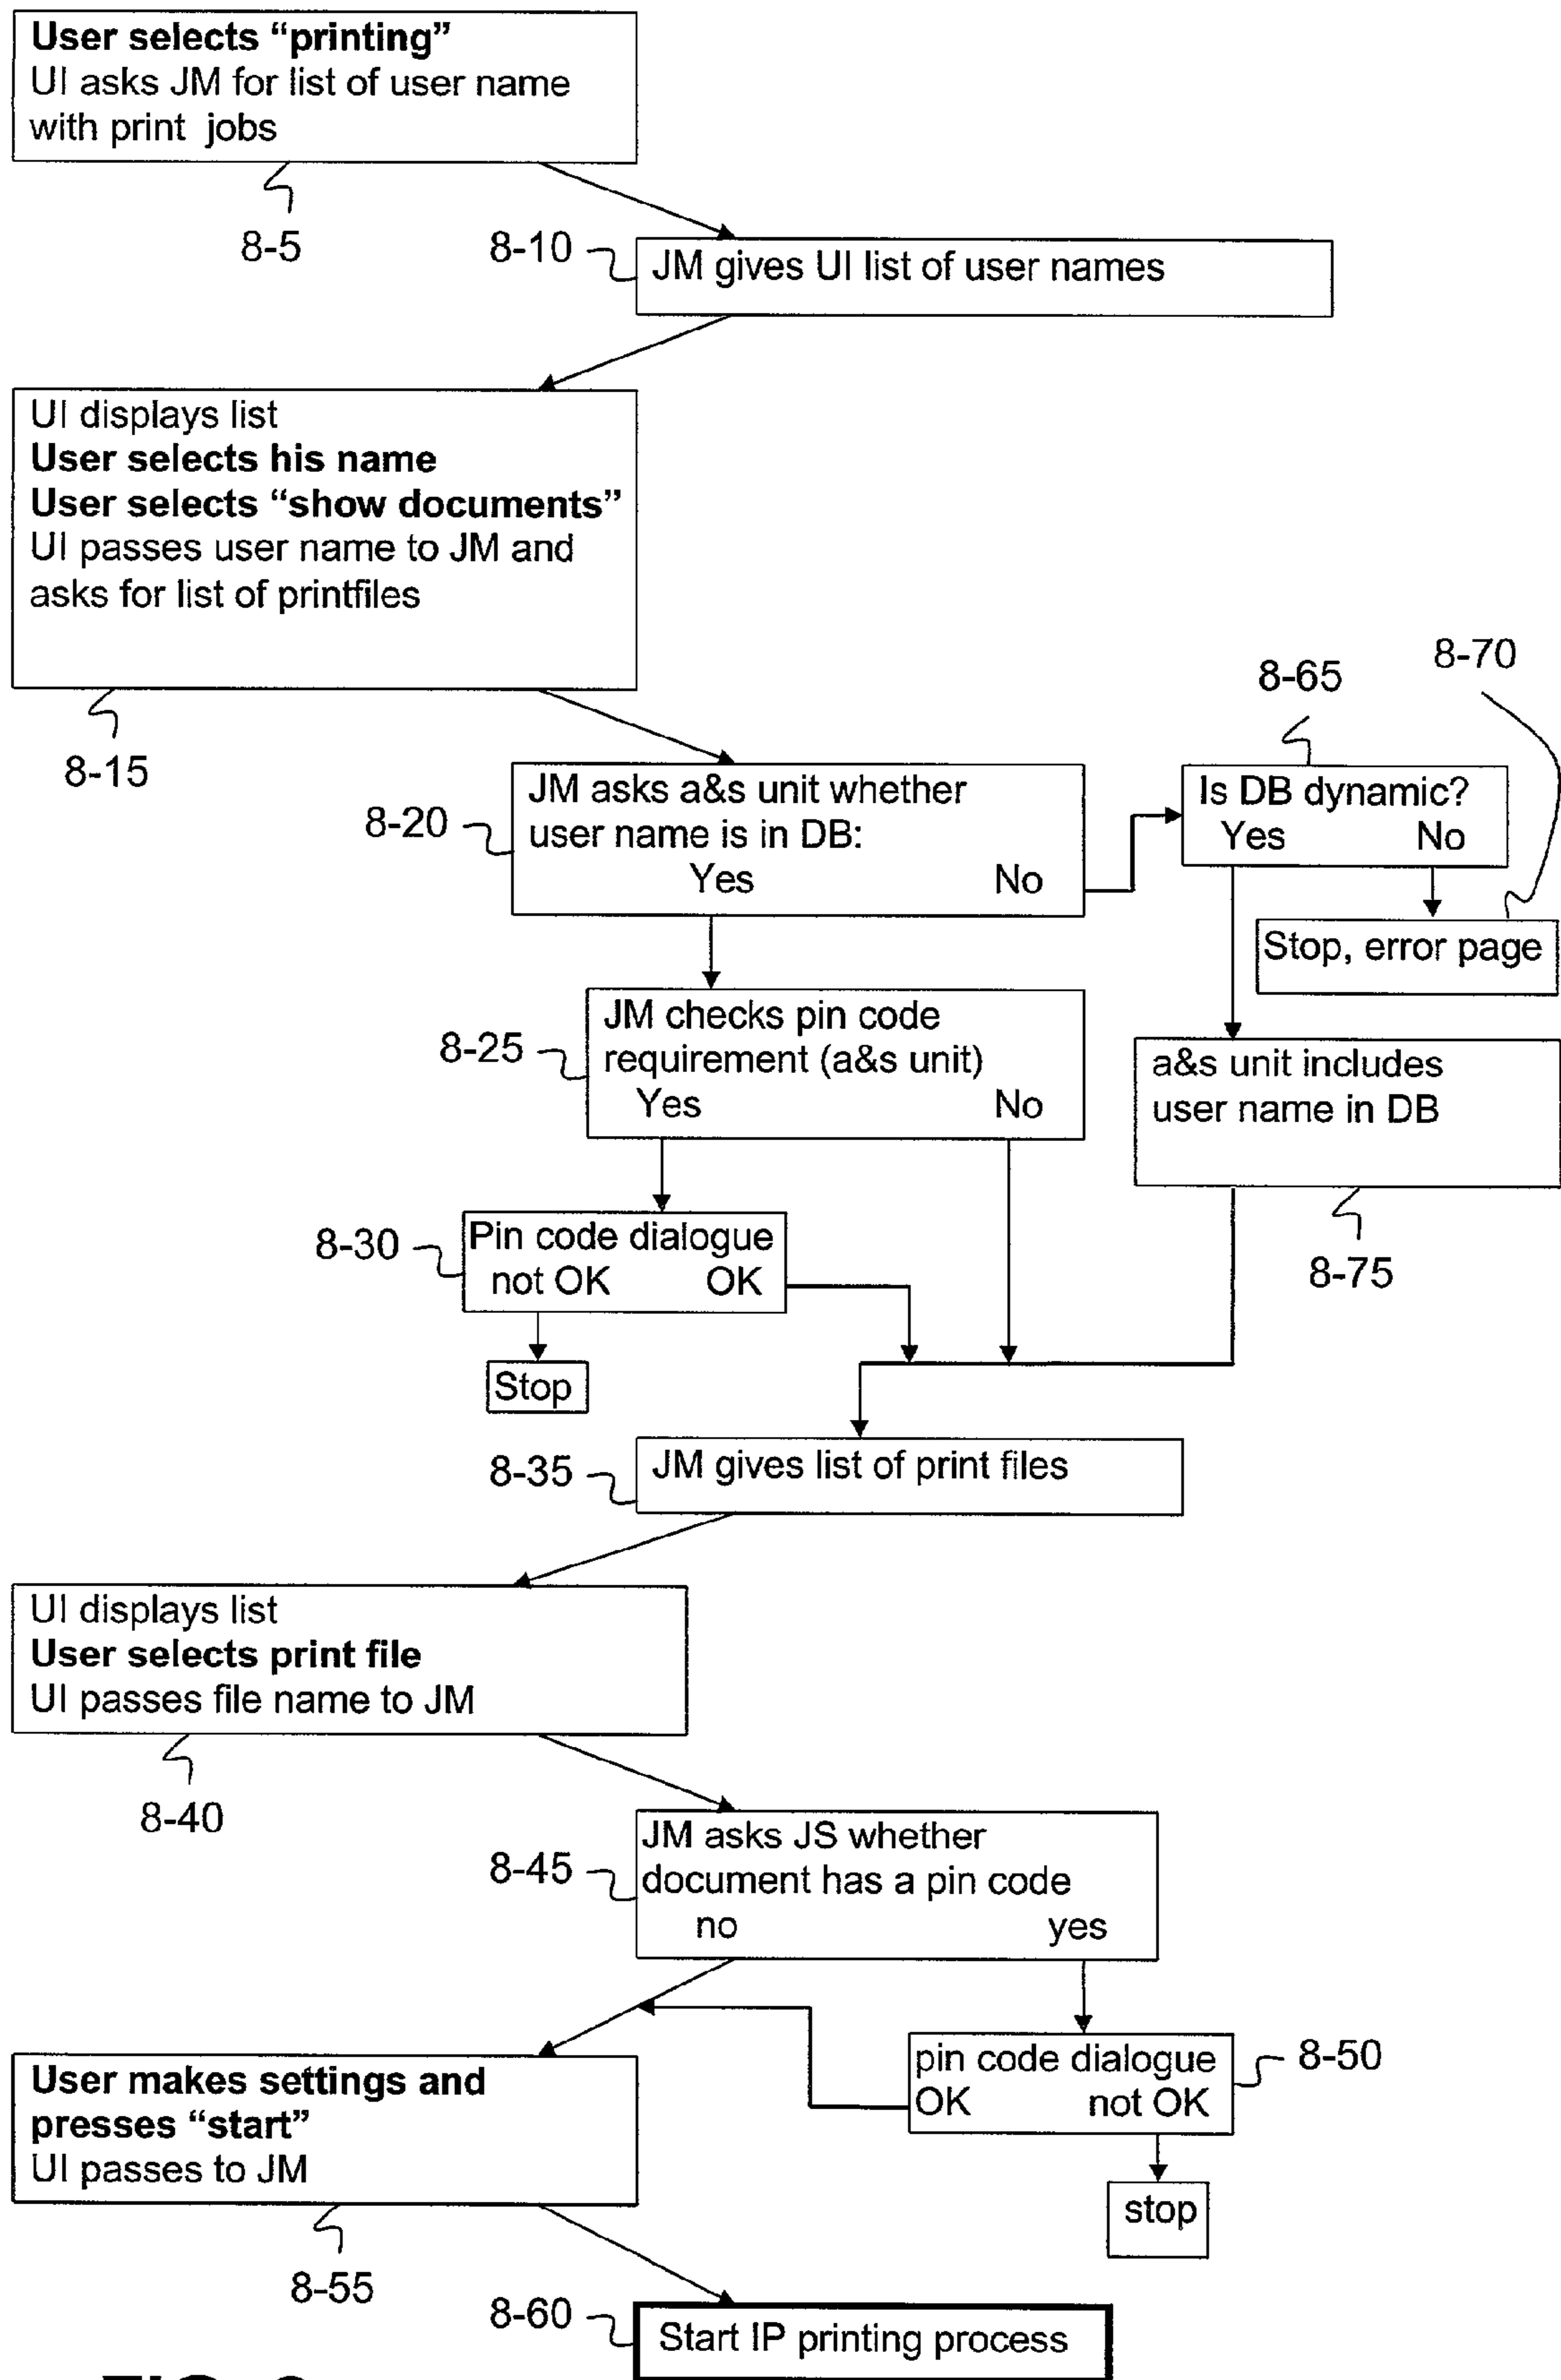 User selects “printing”
UI asks JM for list of user name
with print jobs
8-5
8-10
JM gives UI list of user names
UI displays list
User selects his name
User selects “show documents”
UI passes user name to JM and
asks for list of printfiles
8-15
8-65
8-70
8-20
JM asks a&s unit whether
user name is in DB:
Yes No
Is DB dynamic?
Yes No
Stop, error page
8-25
JM checks pin code
requirement (a&s unit)
Yes No
a&s unit includes
user name in DB
8-75
8-30
Pin code dialogue
not OK OK
Stop
8-35
JM gives list of print files
UI displays list
User selects print file
UI passes file name to JM
8-40
8-45
JM asks JS whether
document has a pin code
no yes
pin code dialogue
OK not OK
8-50
stop
User makes settings and
presses “start”
UI passes to JM
8-55
8-60
Start IP printing process